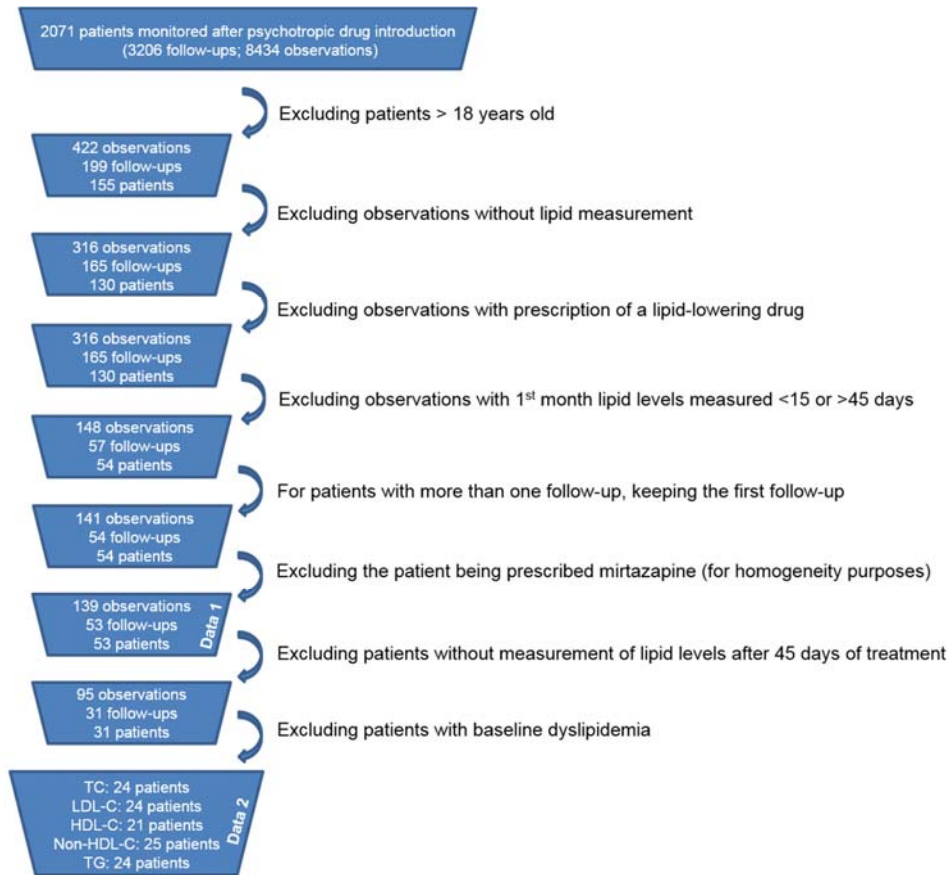 2071 patients monitored after psychotropic drug introduction
(3206 follow-ups; 8434 observations)
Excluding patients > 18 years old
422 observations
199 follow-ups
155 patients
Excluding observations without lipid measurement
316 observations
165 follow-ups
130 patients
Excluding observations with prescription of a lipid-lowering drug
316 observations
165 follow-ups
130 patients
Excluding observations with 1st month lipid levels measured <15 or >45 days
148 observations
57 follow-ups
54 patients
For patients with more than one follow-up, keeping the first follow-up
141 observations
54 follow-ups
54 patients
Excluding the patient being prescribed mirtazapine (for homogeneity purposes)
139 observations
53 follow-ups
53 patients
Data 1
Excluding patients without measurement of lipid levels after 45 days of treatment
95 observations
31 follow-ups
31 patients
Excluding patients with baseline dyslipidemia
TC: 24 patients
LDL-C: 24 patients
HDL-C: 21 patients
Non-HDL-C: 25 patients
TG: 24 patients
Data 2